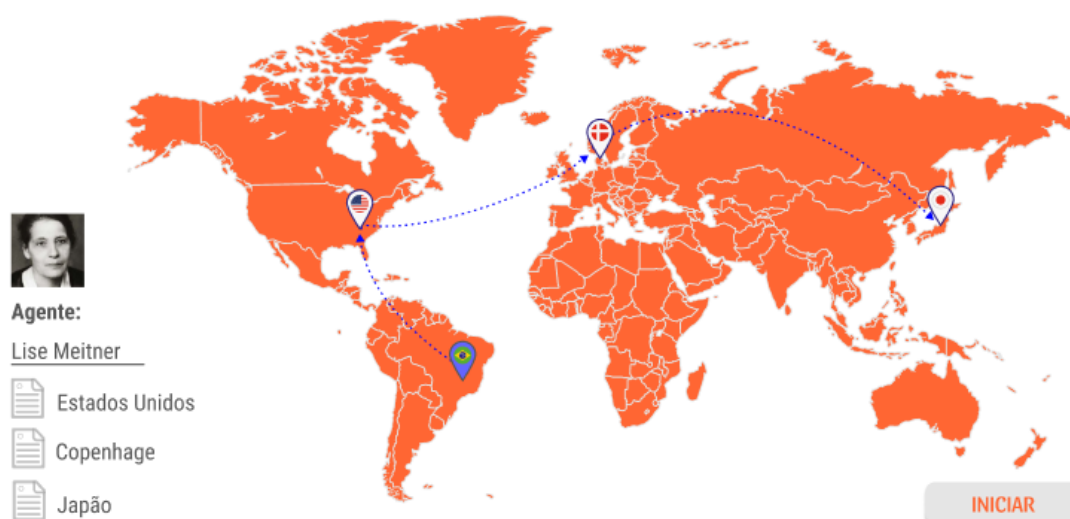 Agente:
Lise Meitner
Estados Unidos
Copenhage
Japão
INICIAR